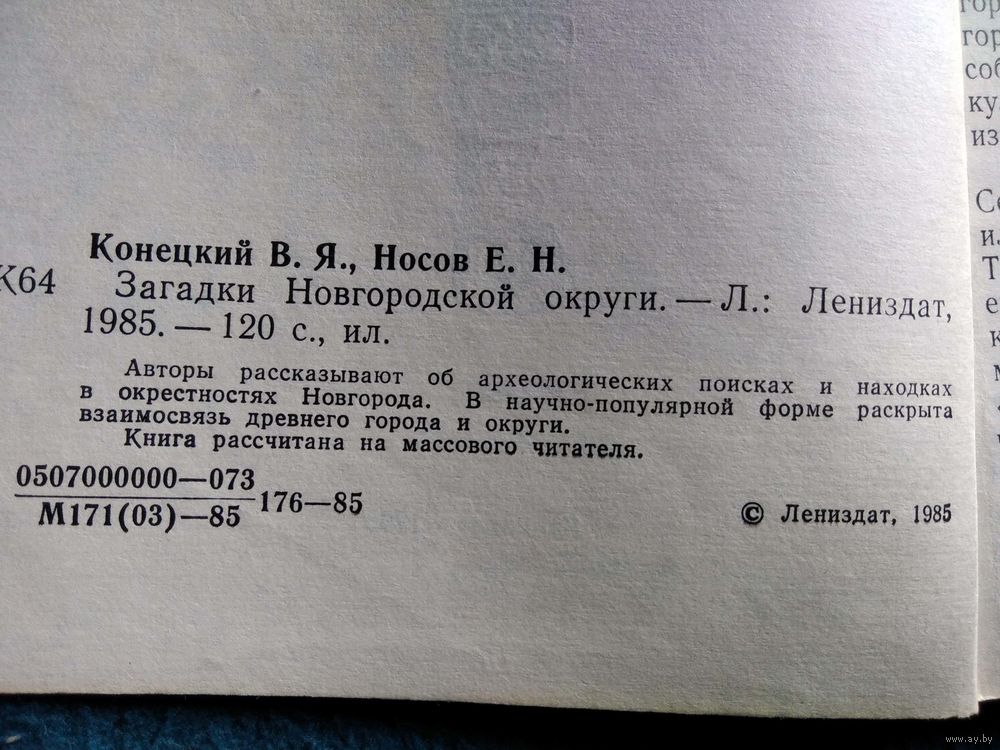 Конецкий В. Я., Носов Е. Н.
К64 Загадки Новгородской округи. — Л.: Лениздат,
1985. — 120 с., ил.
Авторы рассказывают об археологических поисках и находках
в окрестностях Новгорода. В научно-популярной форме раскрыта
взаимосвязь древнего города и округи.
Книга рассчитана на массового читателя.
0507000000—073
М171(03)—85
176—85
© Лениздат, 1985
www.ay.by